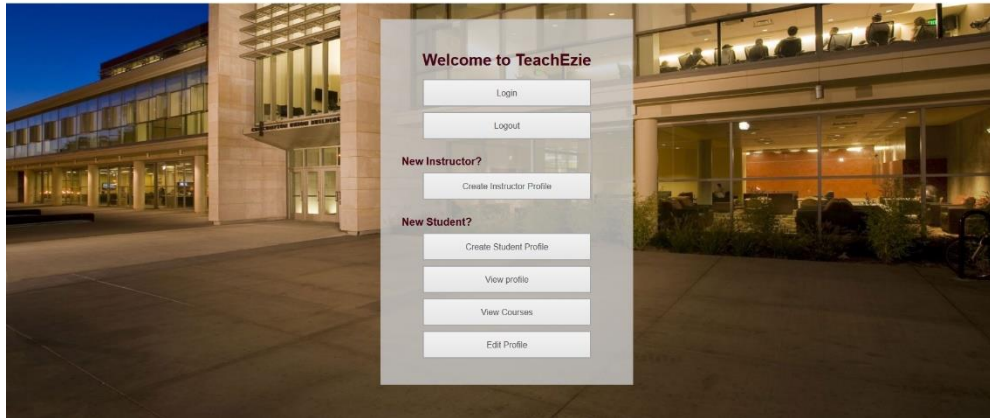 Welcome to TeachEzie
Login
Logout
New Instructor?
Create Instructor Profile
New Student?
Create Student Profile
View profile
View Courses
Edit Profile